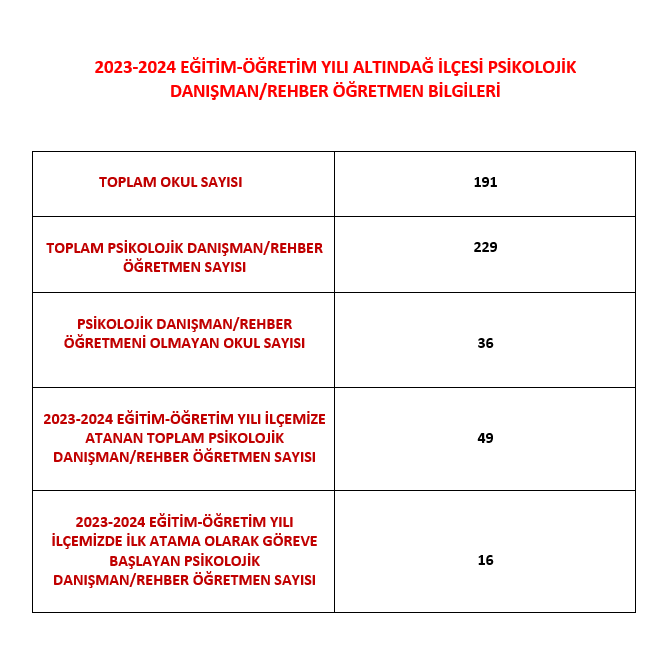 2023-2024 EĞİTİM-ÖĞRETİM YILI ALTINDAĞ İLÇESİ PSİKOLOJİK
DANIŞMAN/REHBER ÖĞRETMEN BİLGİLERİ
TOPLAM OKUL SAYISI
191
TOPLAM PSİKOLOJİK DANIŞMAN/REHBER
ÖĞRETMEN SAYISI
229
PSİKOLOJİK DANIŞMAN/REHBER
ÖĞRETMENİ OLMAYAN OKUL SAYISI
36
2023-2024 EĞİTİM-ÖĞRETİM YILI İLÇEMİZE
ATANAN TOPLAM PSİKOLOJİK
DANIŞMAN/REHBER ÖĞRETMEN SAYISI
49
2023-2024 EĞİTİM-ÖĞRETİM YILI
İLÇEMİZDE İLK ATAMA OLARAK GÖREVE
BAŞLAYAN PSİKOLOJİK
DANIŞMAN/REHBER ÖĞRETMEN SAYISI
16